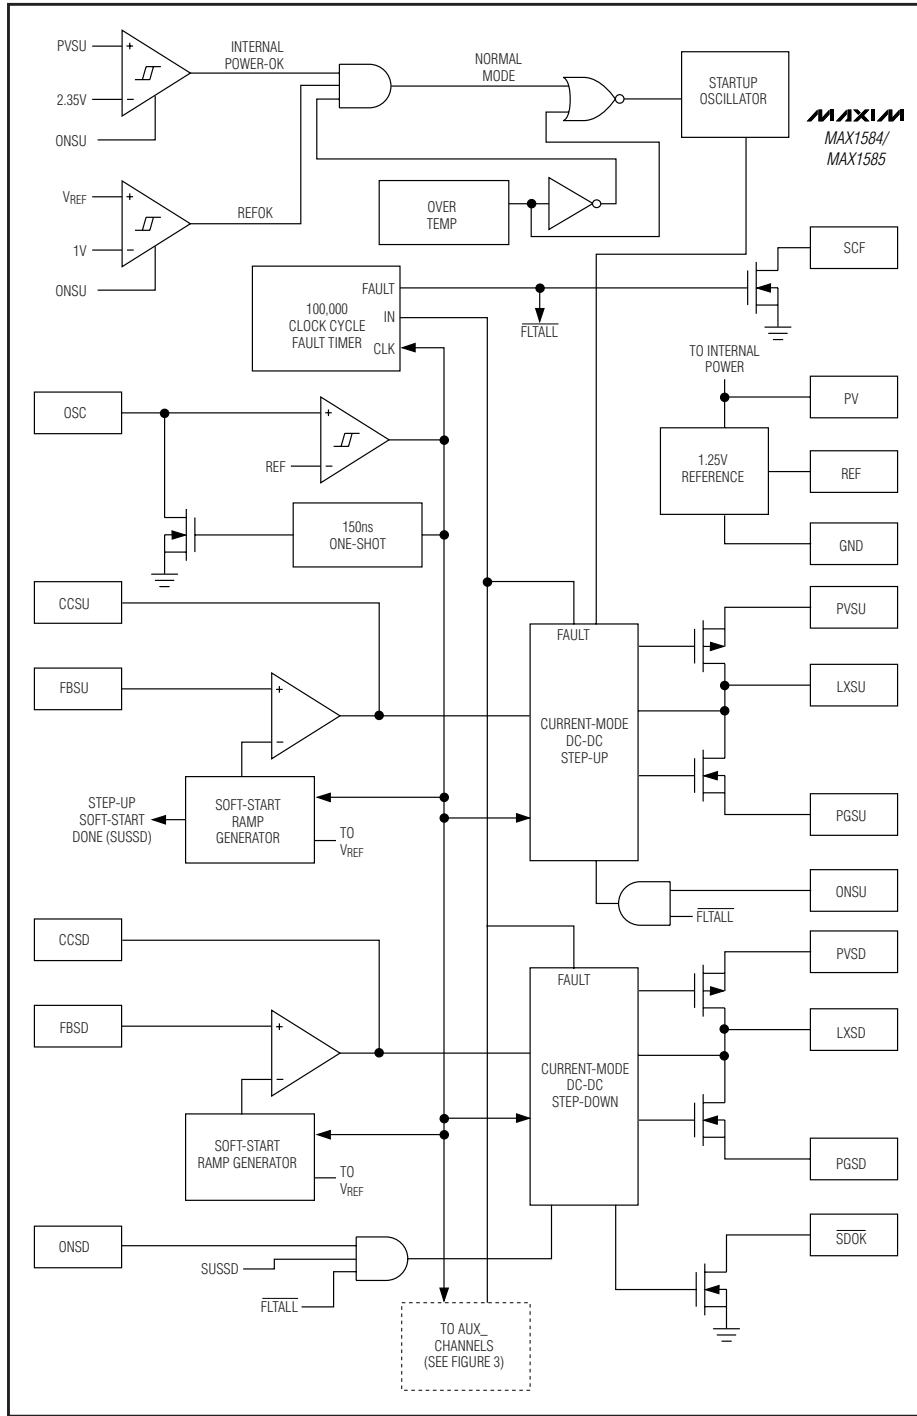 PVSU
+
INTERNAL
POWER-OK
2.35V
−
ONSU
NORMAL
MODE
STARTUP
OSCILLATOR
MAXIM
MAX1584/
MAX1585
VREF
+
REFOK
1V
−
ONSU
OVER
TEMP
SCF
100,000
CLOCK CYCLE
FAULT TIMER
FAULT
IN
CLK
FLTALL
TO INTERNAL
POWER
PV
OSC
+
REF
−
1.25V
REFERENCE
REF
150ns
ONE-SHOT
GND
CCSU
FAULT
PVSU
FBSU
+
−
LXSU
CURRENT-MODE
DC-DC
STEP-UP
STEP-UP
SOFT-START
DONE (SUSSD)
SOFT-START
RAMP
GENERATOR
TO
VREF
PGSU
ONSU
FLTALL
CCSD
PVSD
FAULT
FBSD
+
−
LXSD
CURRENT-MODE
DC-DC
STEP-DOWN
SOFT-START
RAMP GENERATOR
TO
VREF
PGSD
ONSD
SUSSD
FLTALL
SDOK
TO AUX_
CHANNELS
(SEE FIGURE 3)